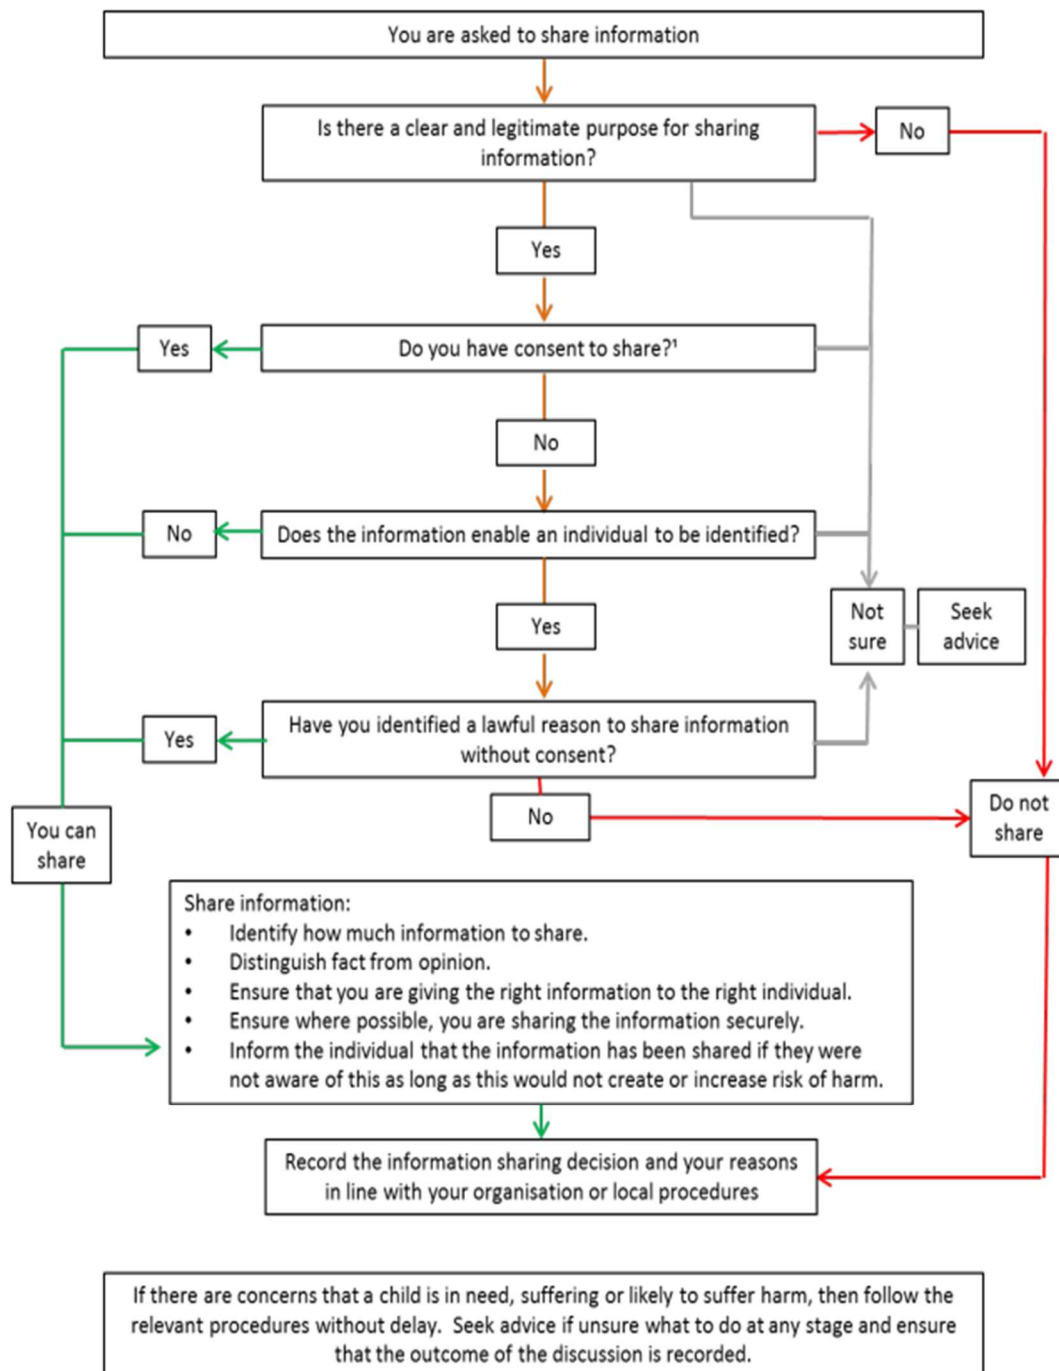 You are asked to share information
Is there a clear and legitimate purpose for sharing
information?
No
Yes
Yes
Do you have consent to share?¹
No
No
Does the information enable an individual to be identified?
Yes
Not
sure
Seek
advice
Yes
Have you identified a lawful reason to share information
without consent?
No
Do not
share
You can
share
Share information:
• Identify how much information to share.
• Distinguish fact from opinion.
• Ensure that you are giving the right information to the right individual.
• Ensure where possible, you are sharing the information securely.
• Inform the individual that the information has been shared if they were
not aware of this as long as this would not create or increase risk of harm.
Record the information sharing decision and your reasons
in line with your organisation or local procedures
If there are concerns that a child is in need, suffering or likely to suffer harm, then follow the
relevant procedures without delay. Seek advice if unsure what to do at any stage and ensure
that the outcome of the discussion is recorded.